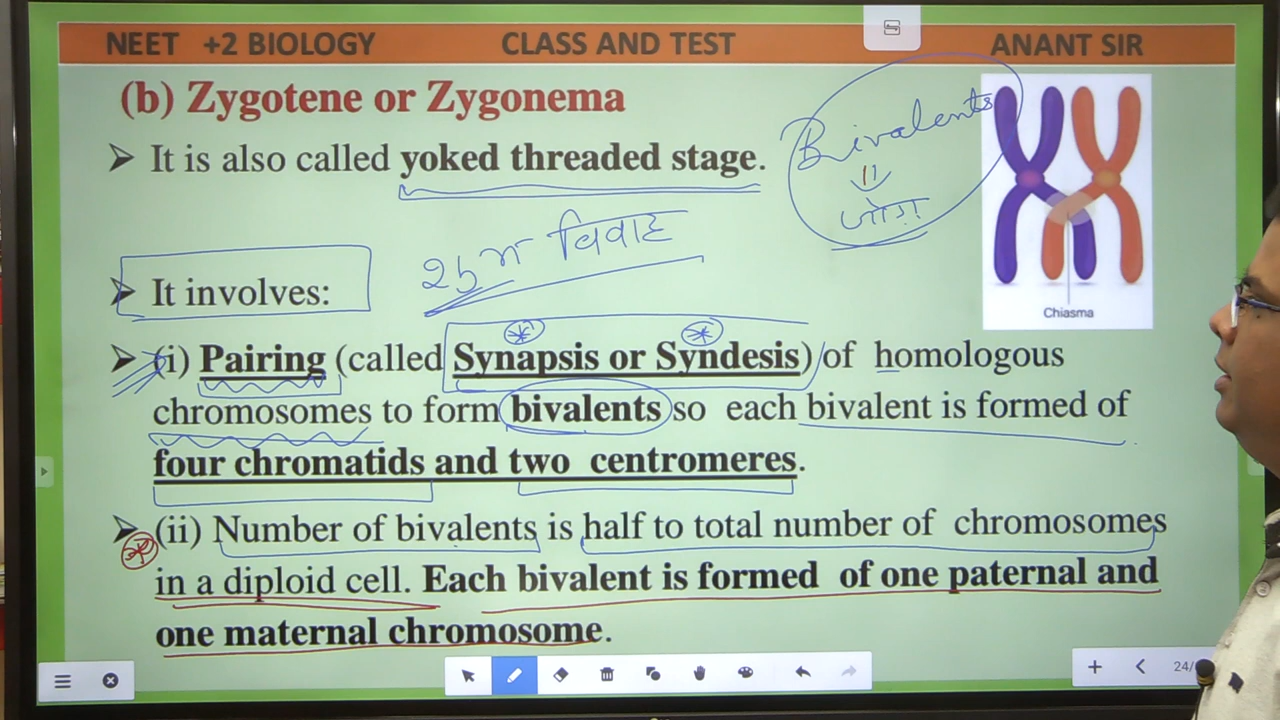 NEET +2 BIOLOGY CLASS AND TEST ANANT SIR
(b) Zygotene or Zygonema
➤ It is also called yoked threaded stage.
Bivalents
जोड़ा
विवाह
➤ It involves:
Chiasma
➤ (i) Pairing (called Synapsis or Syndesis) of homologous
chromosomes to form bivalents so each bivalent is formed of
four chromatids and two centromeres.
➤ (ii) Number of bivalents is half to total number of chromosomes
in a diploid cell. Each bivalent is formed of one paternal and
one maternal chromosome.
24/